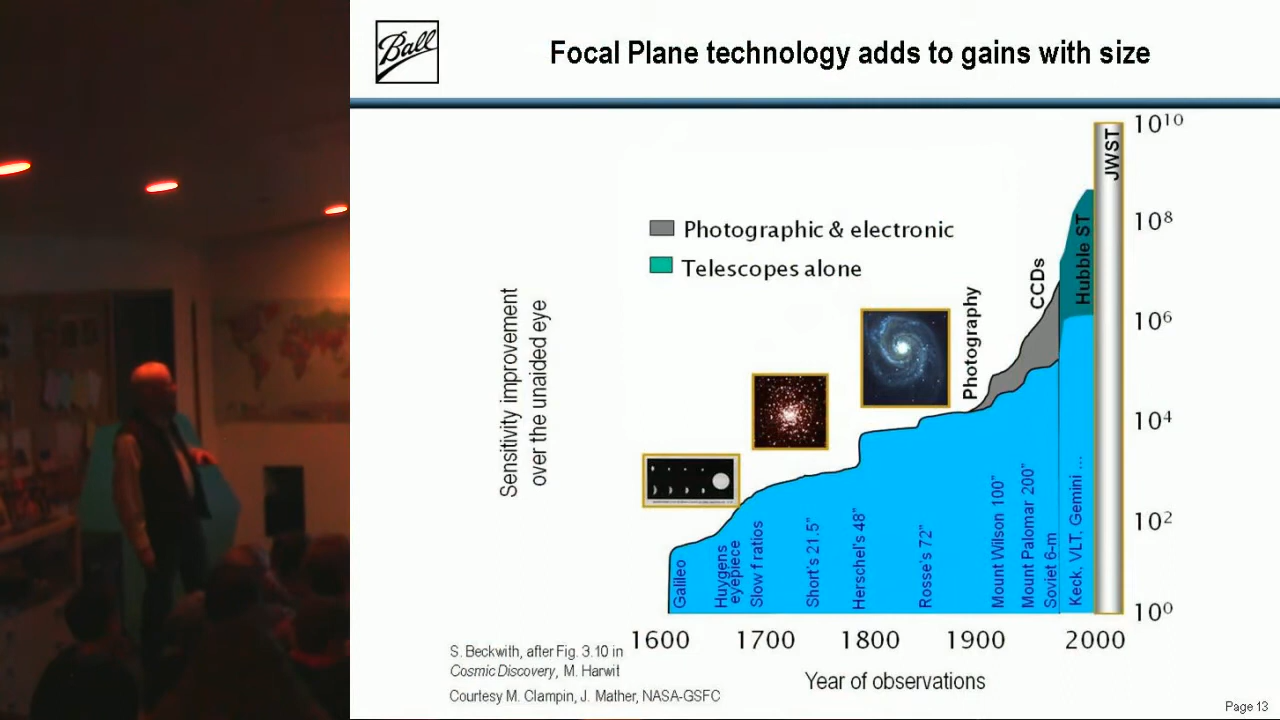 Ball
Focal Plane technology adds to gains with size
10¹⁰
JWST
Photographic & electronic
Telescopes alone
10⁸
Hubble ST
CCDs
Photography
Sensitivity improvement
over the unaided eye
10⁶
10⁴
10²
10⁰
Galileo
Huygens
eyepiece
Slow f ratios
Short's 21.5"
Herschel's 48"
Rosse's 72"
Mount Wilson 100"
Mount Palomar 200"
Soviet 6-m
Keck, VLT, Gemini ...
1600 1700 1800 1900 2000
Year of observations
S. Beckwith, after Fig. 3.10 in
Cosmic Discovery, M. Harwit
Courtesy M. Clampin, J. Mather, NASA-GSFC
Page 13